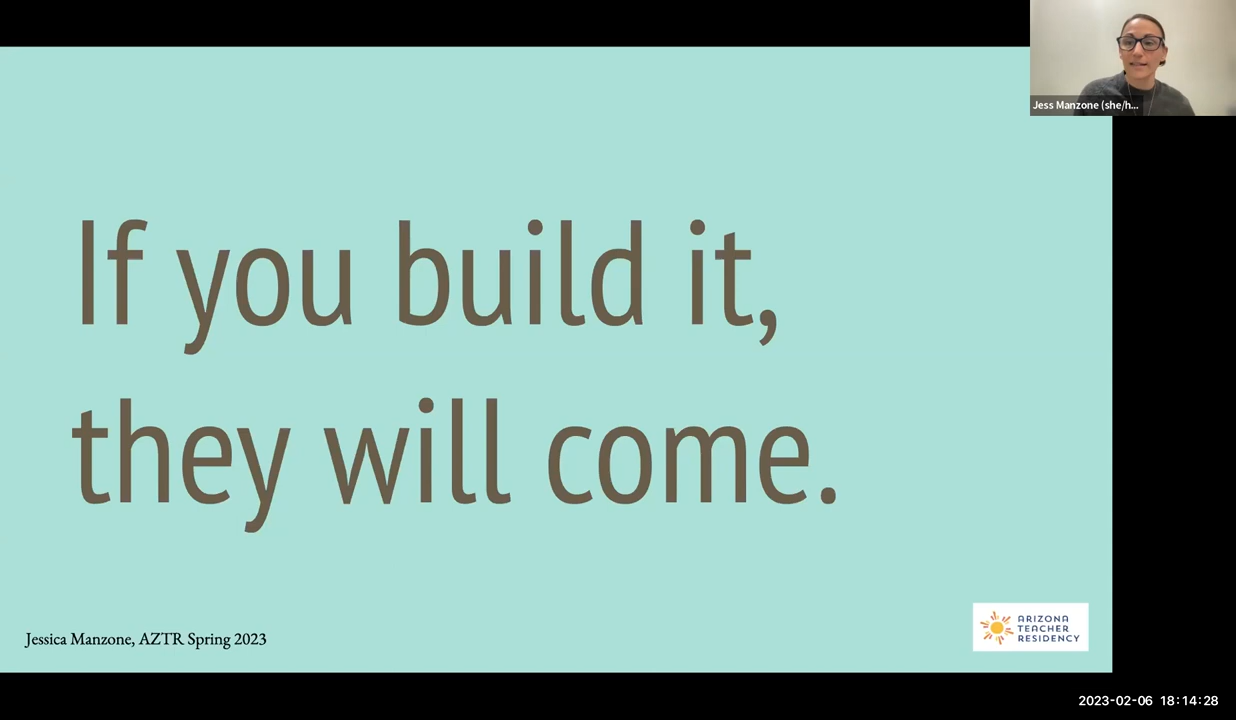 Jess Manzone (she/h...
If you build it,
they will come.
Jessica Manzone, AZTR Spring 2023
ARIZONA
TEACHER
RESIDENCY
2023-02-06 18:14:28